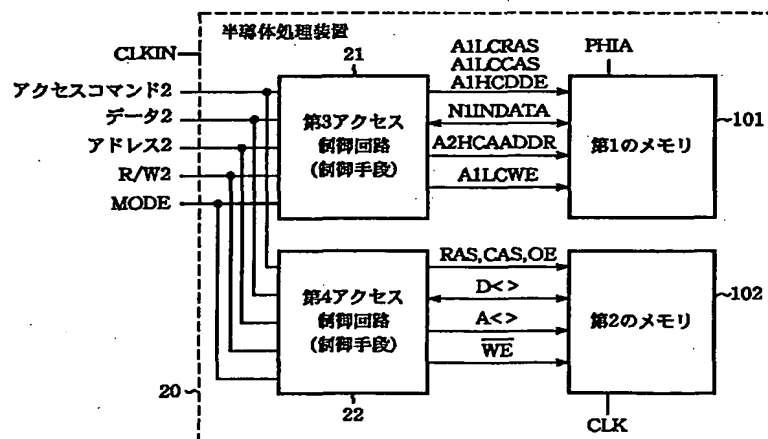 半導体処理装置
CLKIN
アクセスコマンド2
データ2
アドレス2
R/W2
MODE
21
第3アクセス
制御回路
(制御手段)
A1LCRAS
A1LCCAS
A1HCDDE
N1INDATA
A2HCAADDR
A1LCWE
PHIA
第1のメモリ
101
第4アクセス
制御回路
(制御手段)
22
RAS,CAS,OE
D<>
A<>
WE
第2のメモリ
102
CLK
20